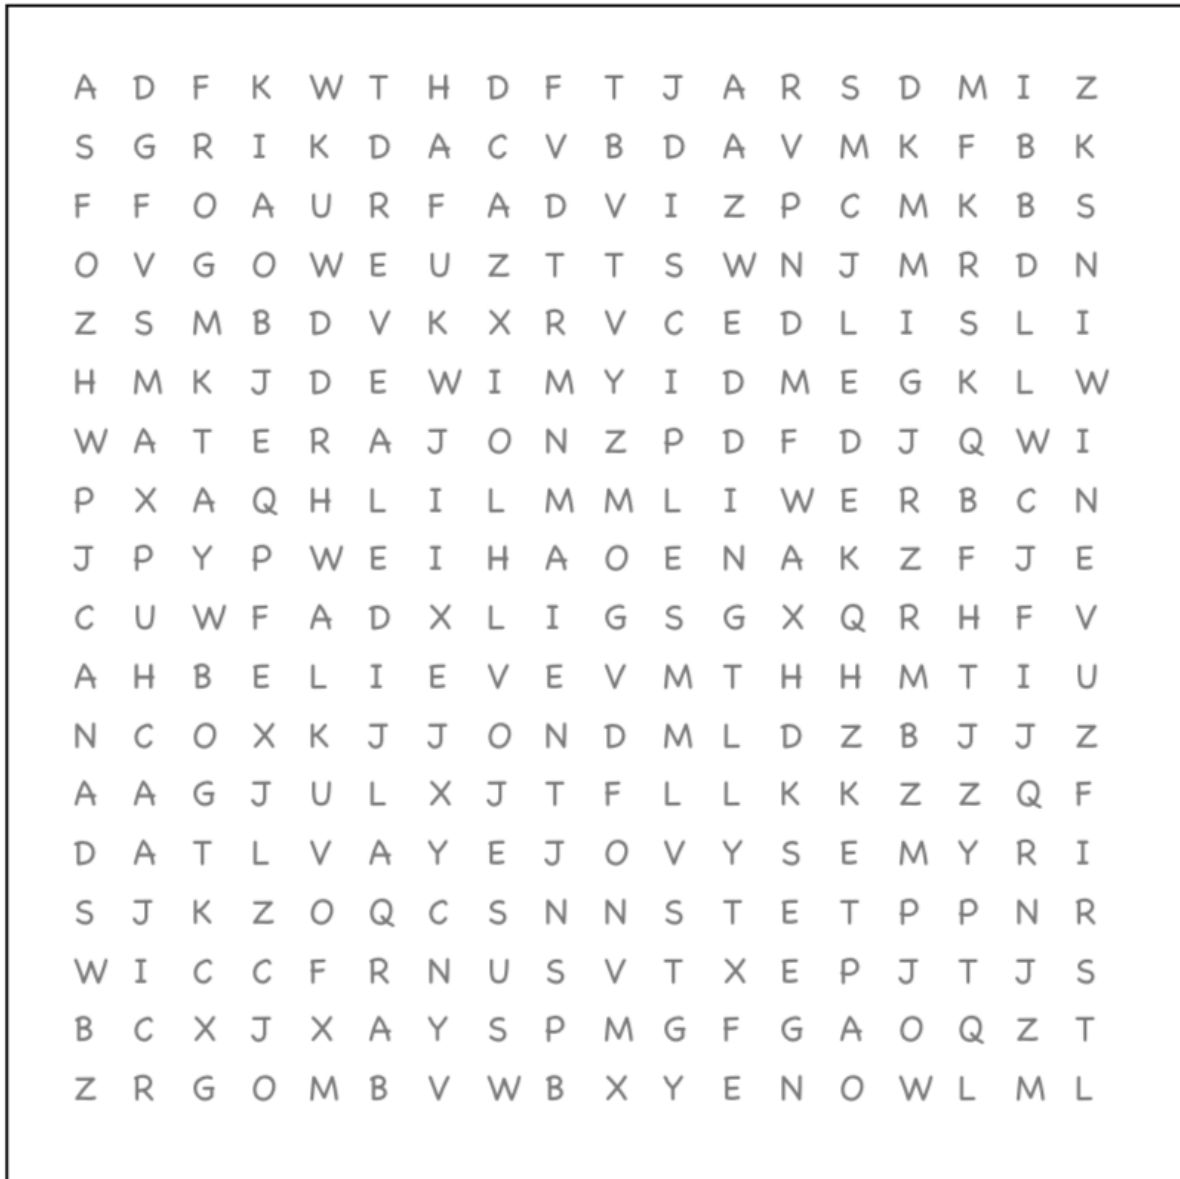 A D F K W T H D F T J A R S D M I Z
S G R I K D A C V B D A V M K F B K
F F O A U R F A D V I Z P C M K B S
O V G O W E U Z T T S W N J M R D N
Z S M B D V K X R V C E D L I S L I
H M K J D E W I M Y I D M E G K L W
W A T E R A J O N Z P D F D J Q W I
P X A Q H L I L M M L I W E R B C N
J P Y P W E I H A O E N A K Z F J E
C U W F A D X L I G S G X Q R H F V
A H B E L I E V E V M T H H M T I U
N C O X K J J O N D M L D Z B J J Z
A A G J U L X J T F L L K K Z Z Q F
D A T L V A Y E J O V Y S E M Y R I
S J K Z O Q C S N N S T E T P P N R
W I C C F R N U S V T X E P J T J S
B C X J X A Y S P M G F G A O Q Z T
Z R G O M B V W B X Y E N O W L M L